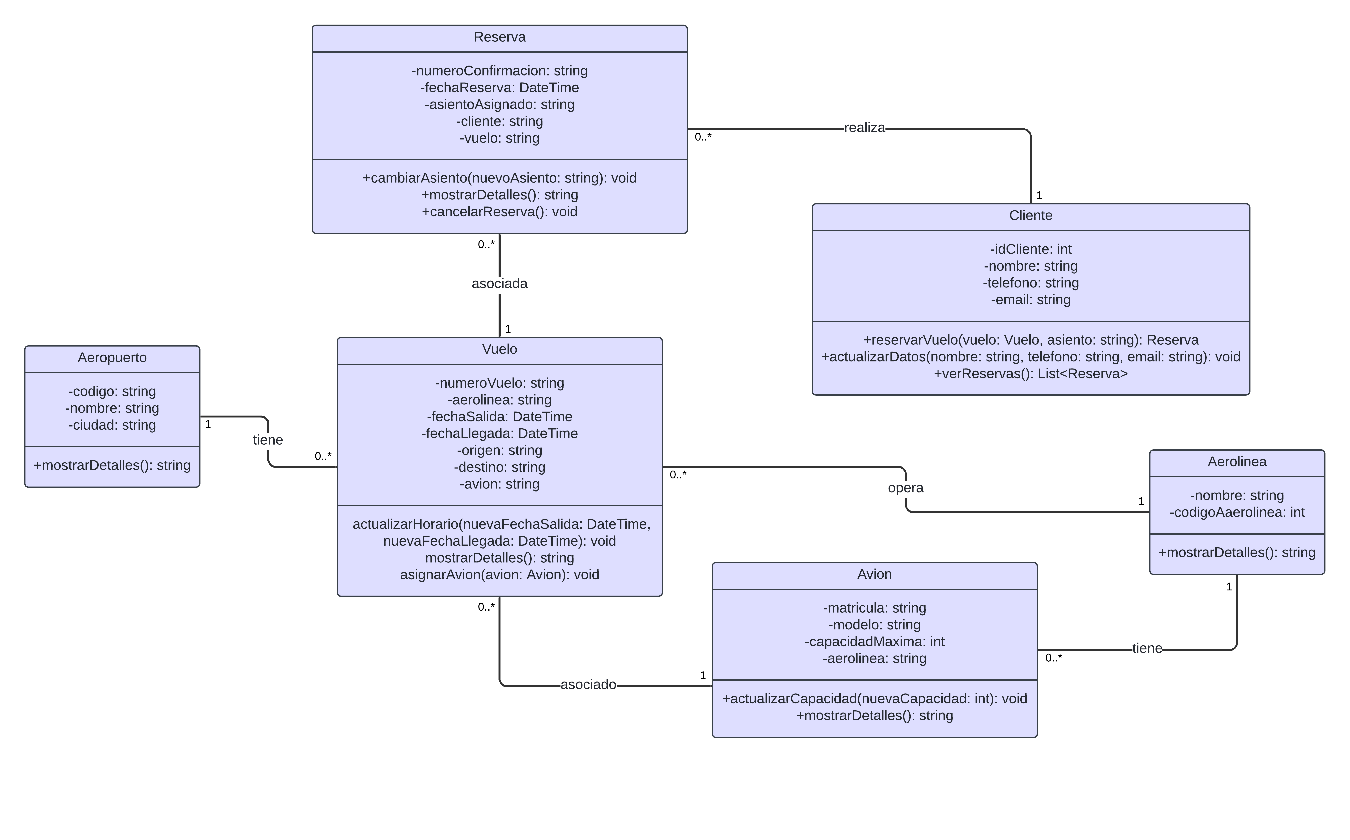 Reserva
-numeroConfirmacion: string
-fechaReserva: DateTime
-asientoAsignado: string
-cliente: string
-vuelo: string
+cambiarAsiento(nuevoAsiento: string): void
+mostrarDetalles(): string
+cancelarReserva(): void
0..*
realiza
1
Cliente
-idCliente: int
-nombre: string
-telefono: string
-email: string
+reservarVuelo(vuelo: Vuelo, asiento: string): Reserva
+actualizarDatos(nombre: string, telefono: string, email: string): void
+verReservas(): List<Reserva>
0..*
asociada
1
Aeropuerto
-codigo: string
-nombre: string
-ciudad: string
+mostrarDetalles(): string
1
tiene
0..*
Vuelo
-numeroVuelo: string
-aerolinea: string
-fechaSalida: DateTime
-fechaLlegada: DateTime
-origen: string
-destino: string
-avion: string
actualizarHorario(nuevaFechaSalida: DateTime,
nuevaFechaLlegada: DateTime): void
mostrarDetalles(): string
asignarAvion(avion: Avion): void
0..*
opera
1
Aerolinea
-nombre: string
-codigoAaerolinea: int
+mostrarDetalles(): string
1
tiene
0..*
Avion
-matricula: string
-modelo: string
-capacidadMaxima: int
-aerolinea: string
+actualizarCapacidad(nuevaCapacidad: int): void
+mostrarDetalles(): string
0..*
asociado
1